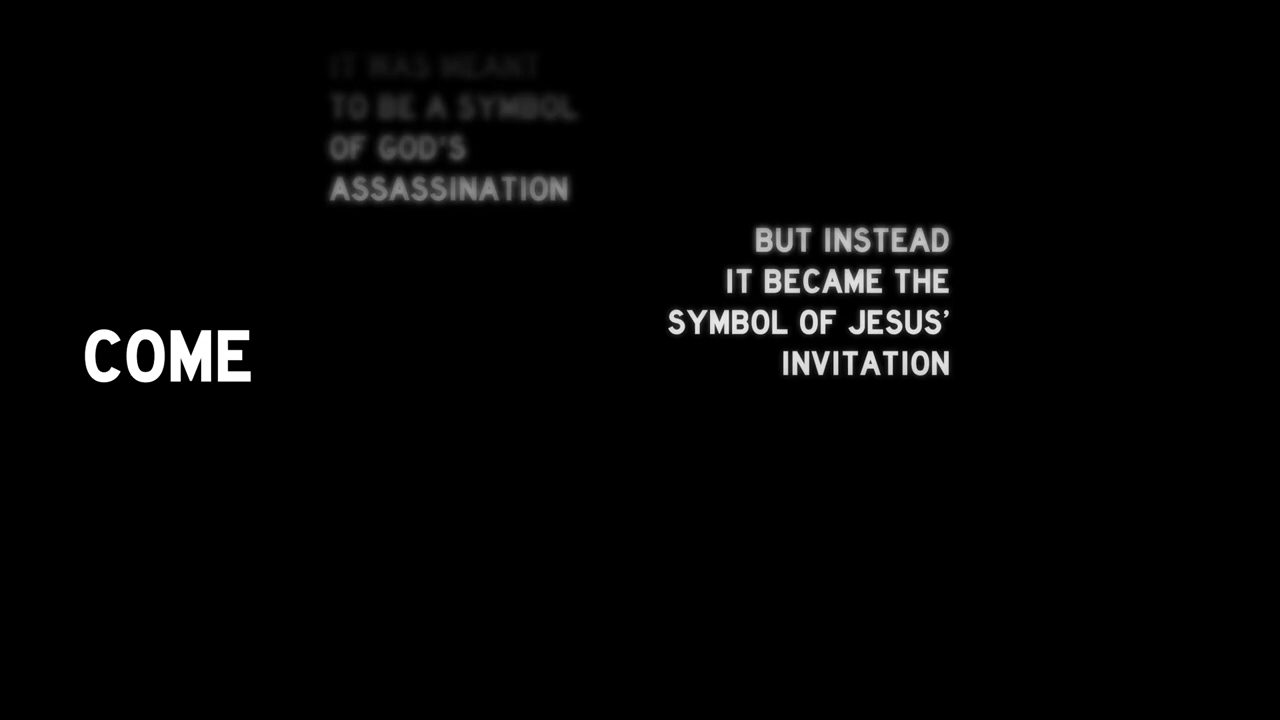 IT WAS MEANT
TO BE A SYMBOL
OF GOD'S
ASSASSINATION
BUT INSTEAD
IT BECAME THE
SYMBOL OF JESUS'
INVITATION
COME